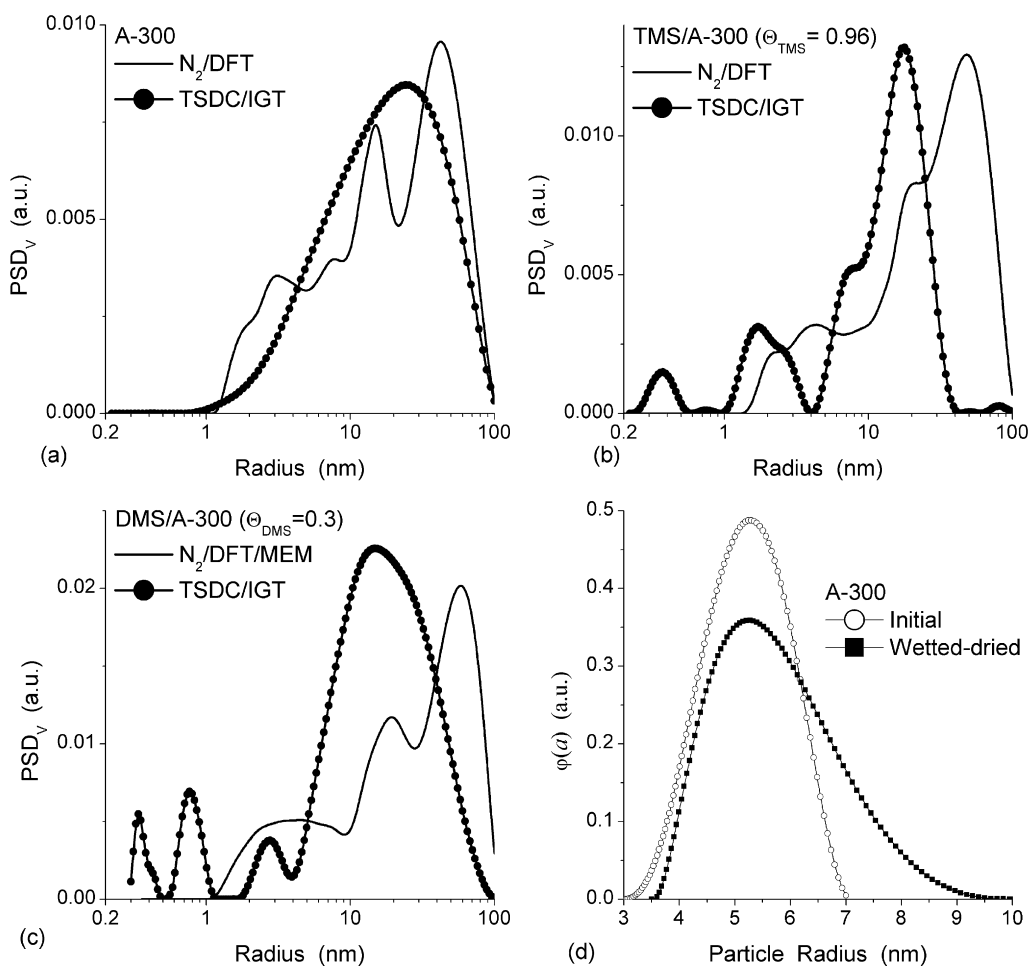 A-300
N2/DFT
TSDC/IGT
PSDV (a.u.)
0.010
0.005
0.000
0.2 1 10 100
Radius (nm)
(a)
TMS/A-300 (ΘTMS= 0.96)
N2/DFT
TSDC/IGT
PSDV (a.u.)
0.010
0.005
0.000
0.2 1 10 100
Radius (nm)
(b)
DMS/A-300 (ΘDMS=0.3)
N2/DFT/MEM
TSDC/IGT
PSDV (a.u.)
0.02
0.01
0.00
0.2 1 10 100
Radius (nm)
(c)
A-300
Initial
Wetted-dried
φ(a) (a.u.)
0.5
0.4
0.3
0.2
0.1
0.0
3 4 5 6 7 8 9 10
Particle Radius (nm)
(d)